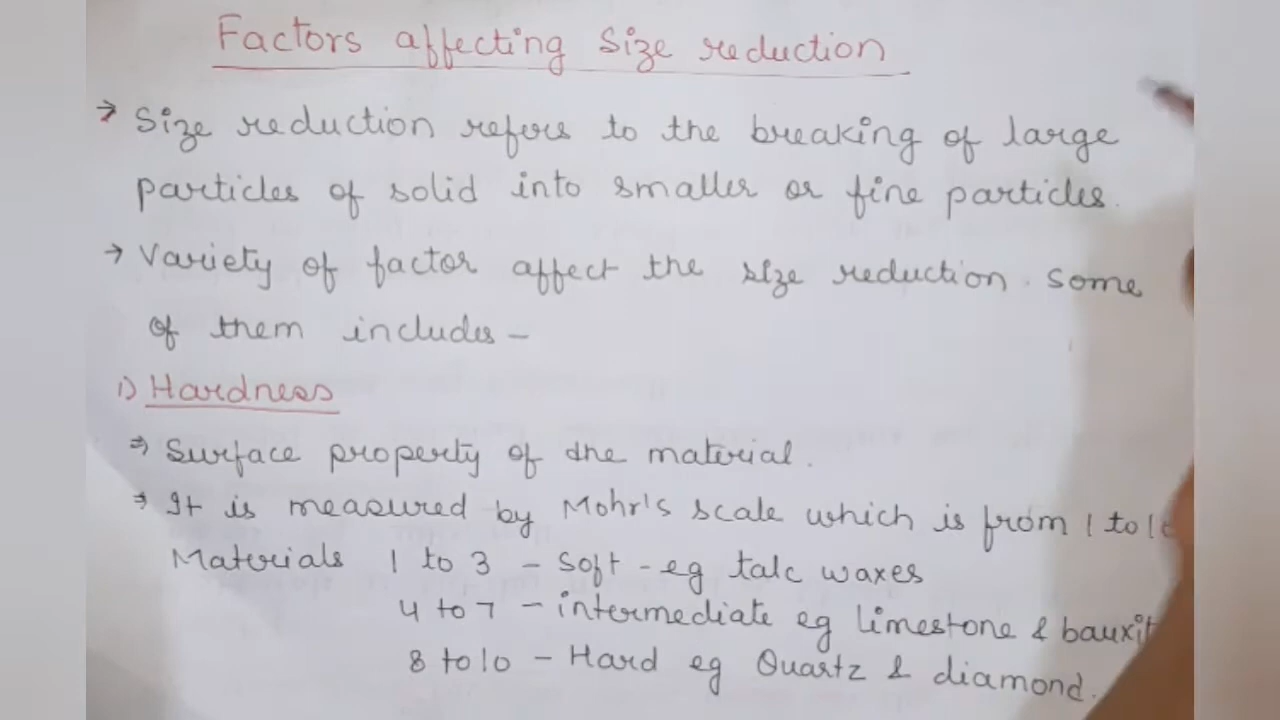 Factors affecting Size reduction
→ Size reduction refers to the breaking of large
particles of solid into smaller or fine particles.
→ Variety of factor affect the size reduction. Some
of them includes –
i) Hardness
⇒ Surface property of the material.
⇒ It is measured by Mohr's scale which is from 1 to 10
Materials 1 to 3 – Soft - eg talc waxes
4 to 7 – intermediate eg limestone & bauxit
8 to 10 – Hard eg Quartz & diamond.